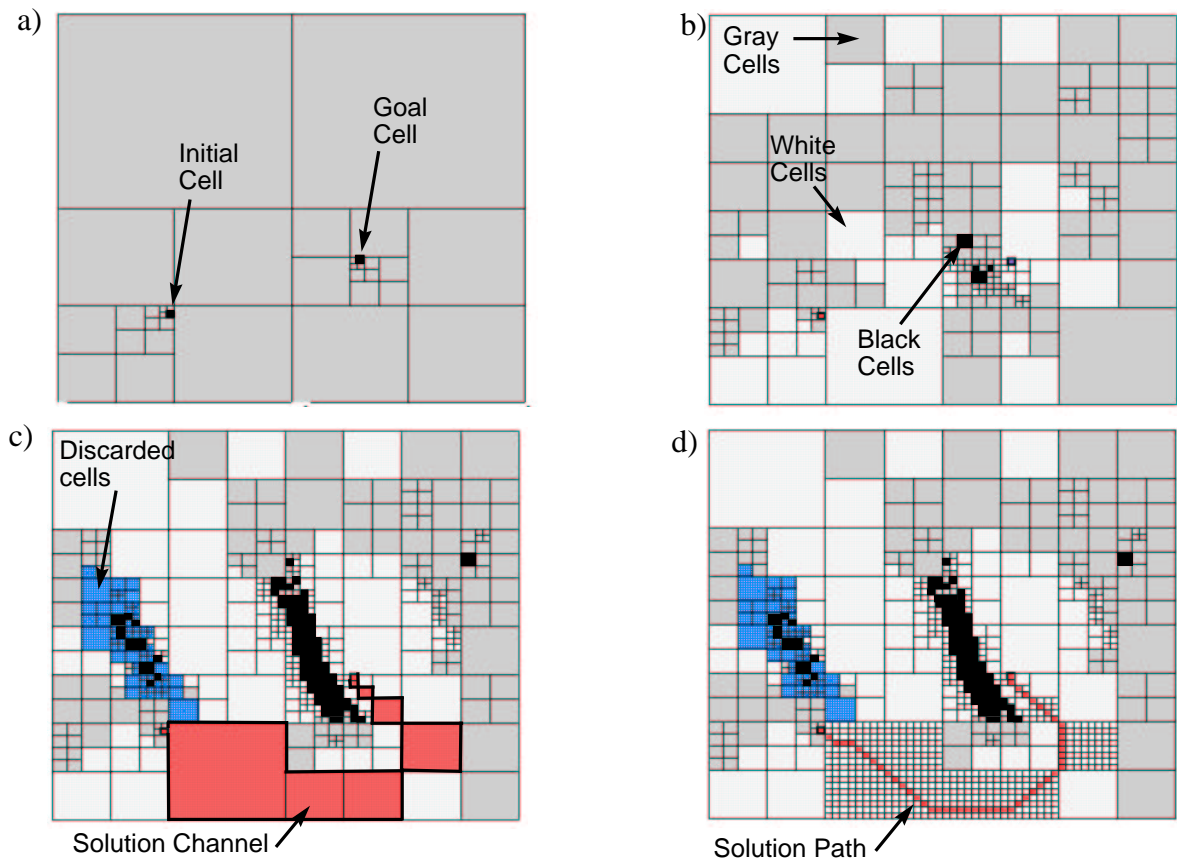 a)
Initial
Cell
Goal
Cell
b)
Gray
Cells
White
Cells
Black
Cells
c)
Discarded
cells
Solution Channel
d)
Solution Path